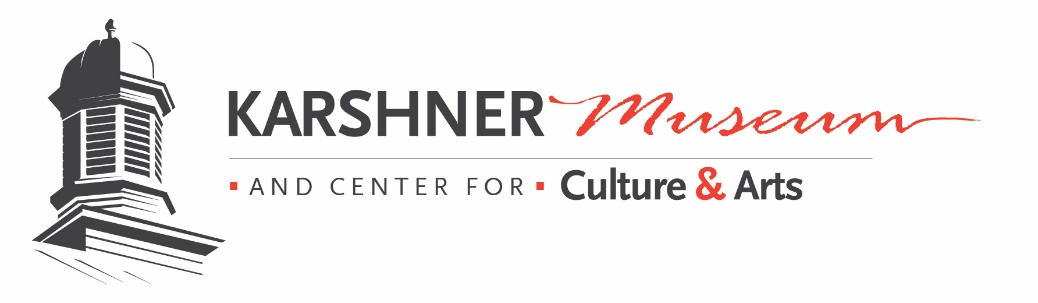 KARSHNER Museum
▪ AND CENTER FOR ▪ Culture & Arts